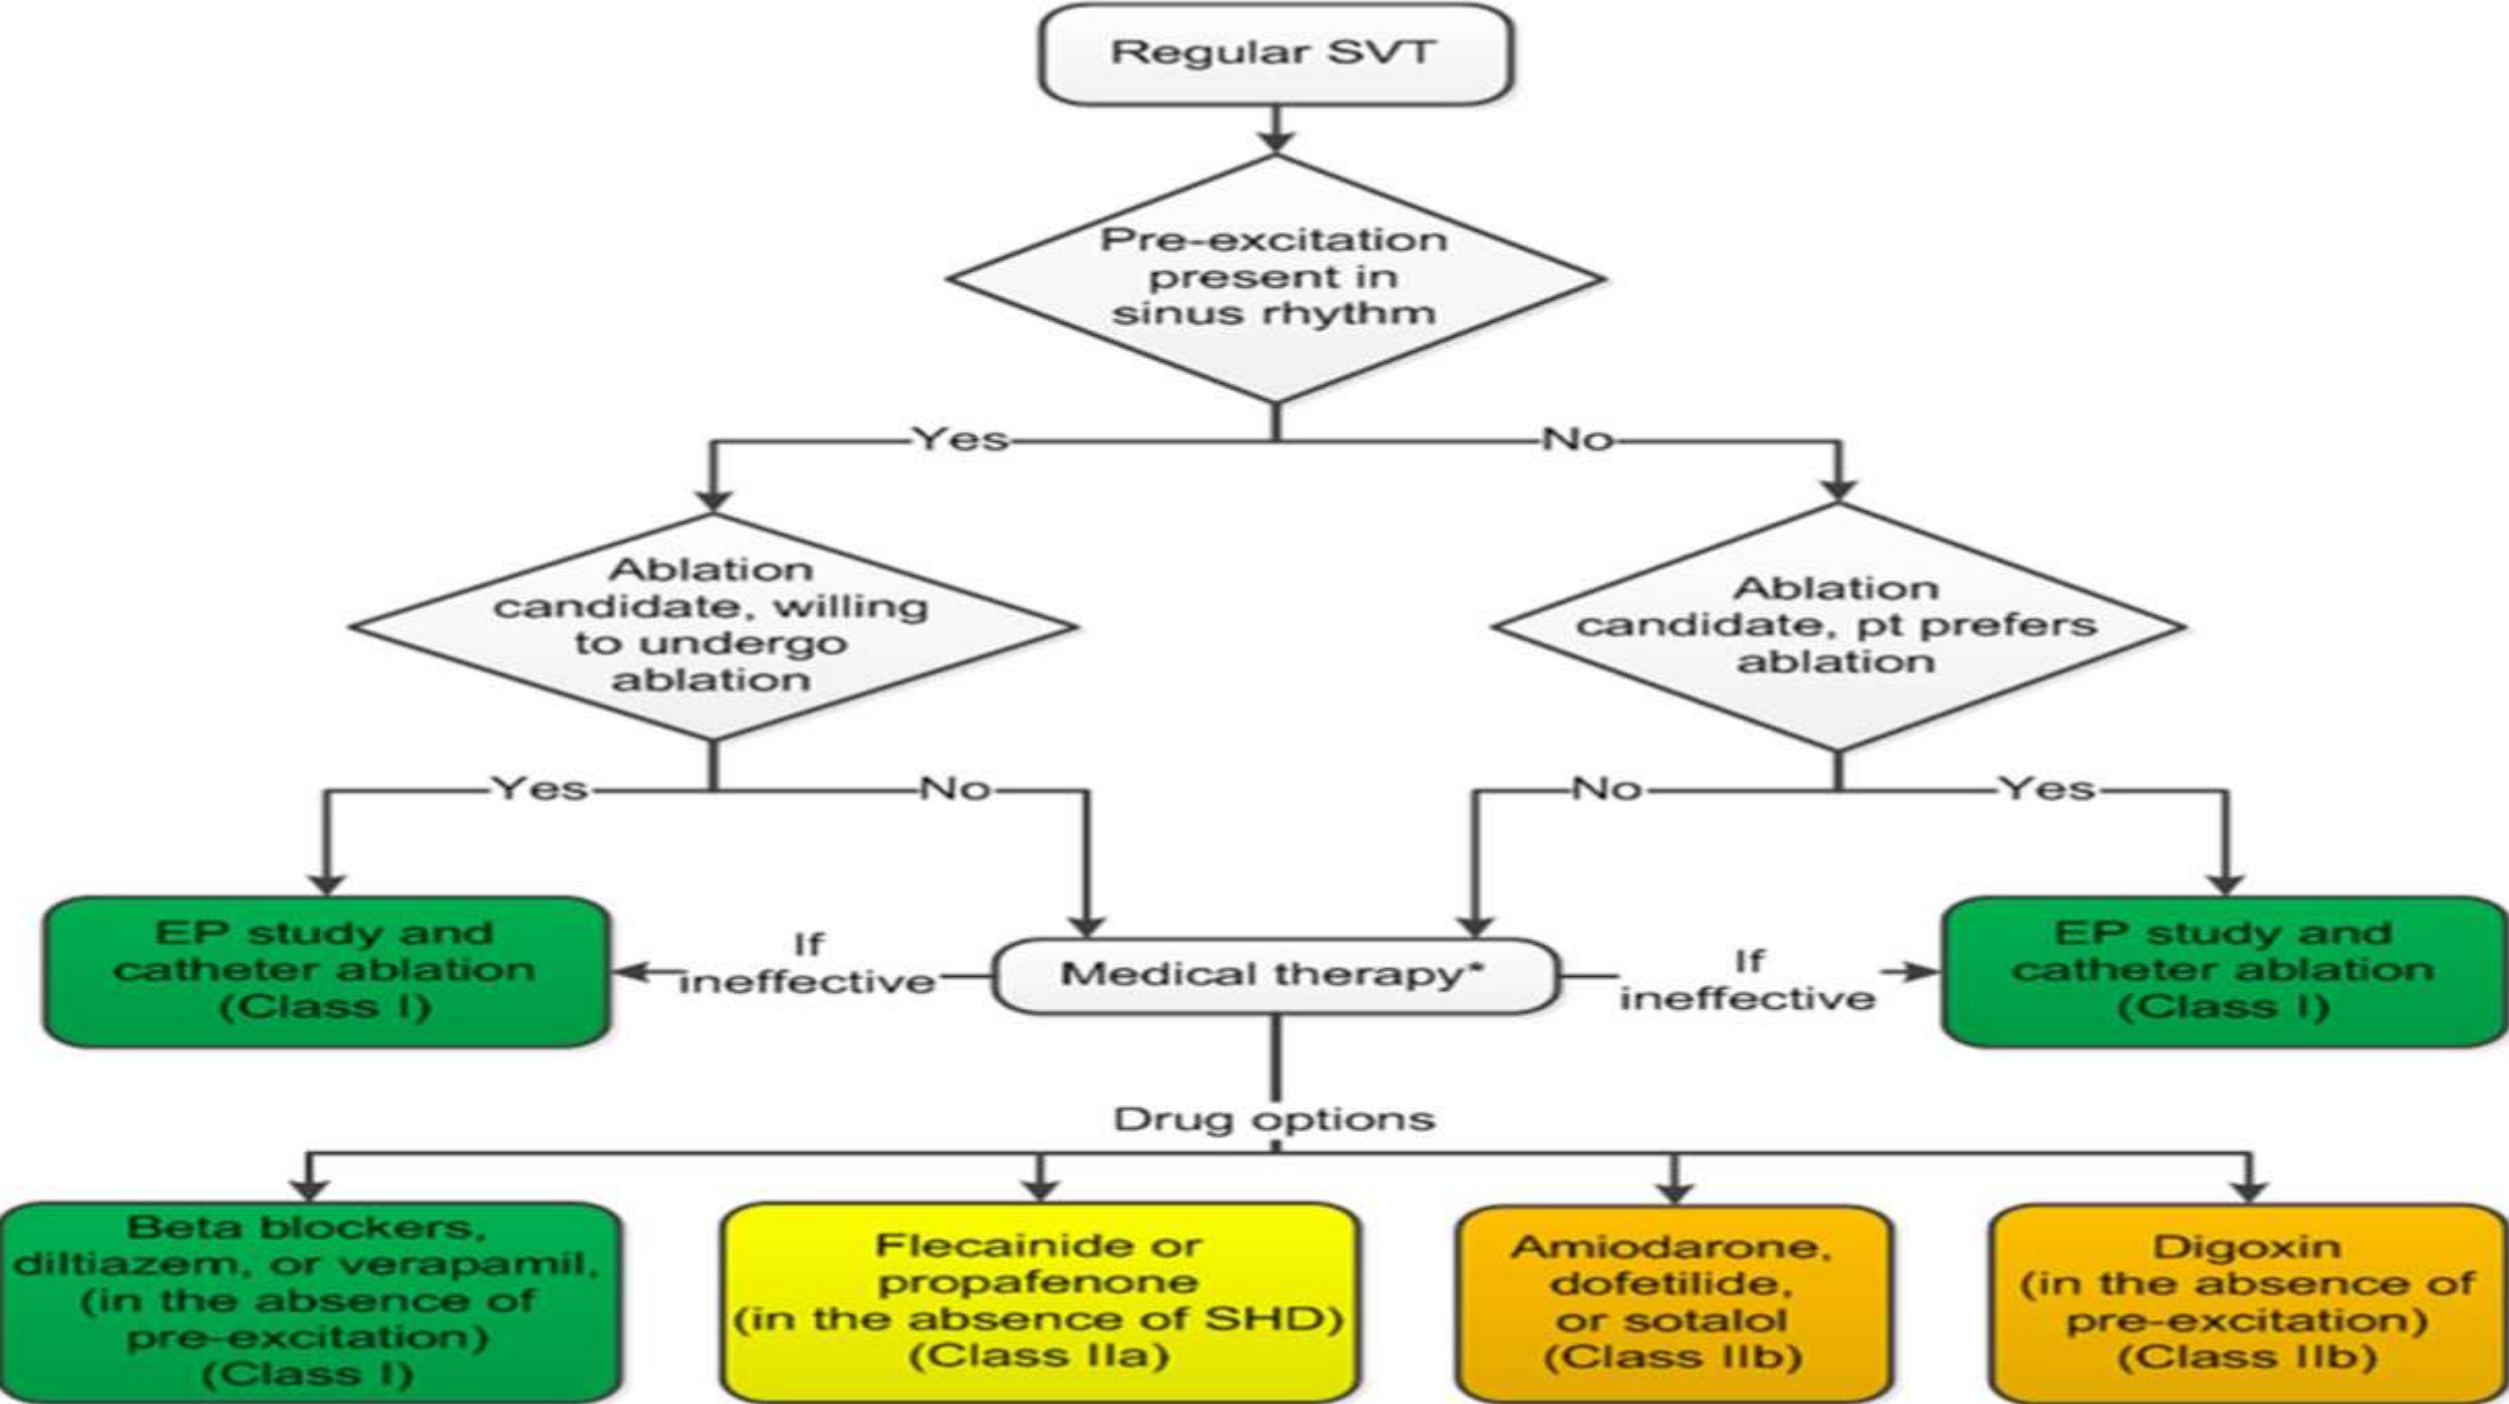 Regular SVT
Pre-excitation
present in
sinus rhythm
Yes
No
Ablation
candidate, willing
to undergo
ablation
Ablation
candidate, pt prefers
ablation
Yes
No
No
Yes
EP study and
catheter ablation
(Class I)
If
ineffective
Medical therapy*
If
ineffective
EP study and
catheter ablation
(Class I)
Drug options
Beta blockers,
diltiazem, or verapamil,
(in the absence of
pre-excitation)
(Class I)
Flecainide or
propafenone
(in the absence of SHD)
(Class IIa)
Amiodarone,
dofetilide,
or sotalol
(Class IIb)
Digoxin
(in the absence of
pre-excitation)
(Class IIb)